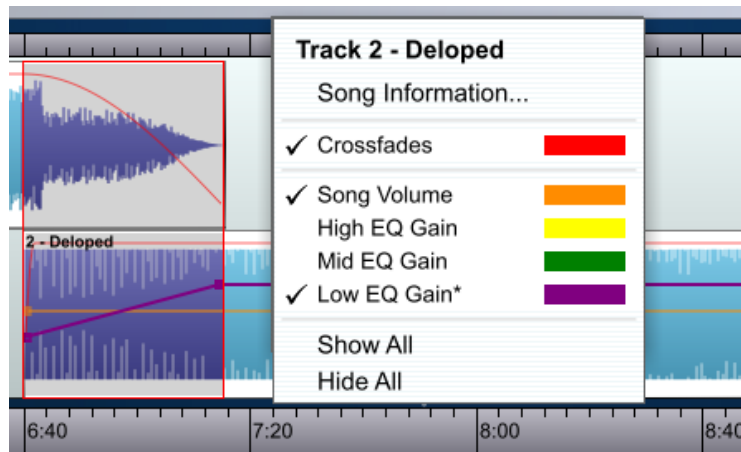 Track 2 - Deloped
Song Information...
Crossfades
Song Volume
High EQ Gain
Mid EQ Gain
Low EQ Gain*
Show All
Hide All
2 - Deloped
6:40
7:20
8:00
8:40